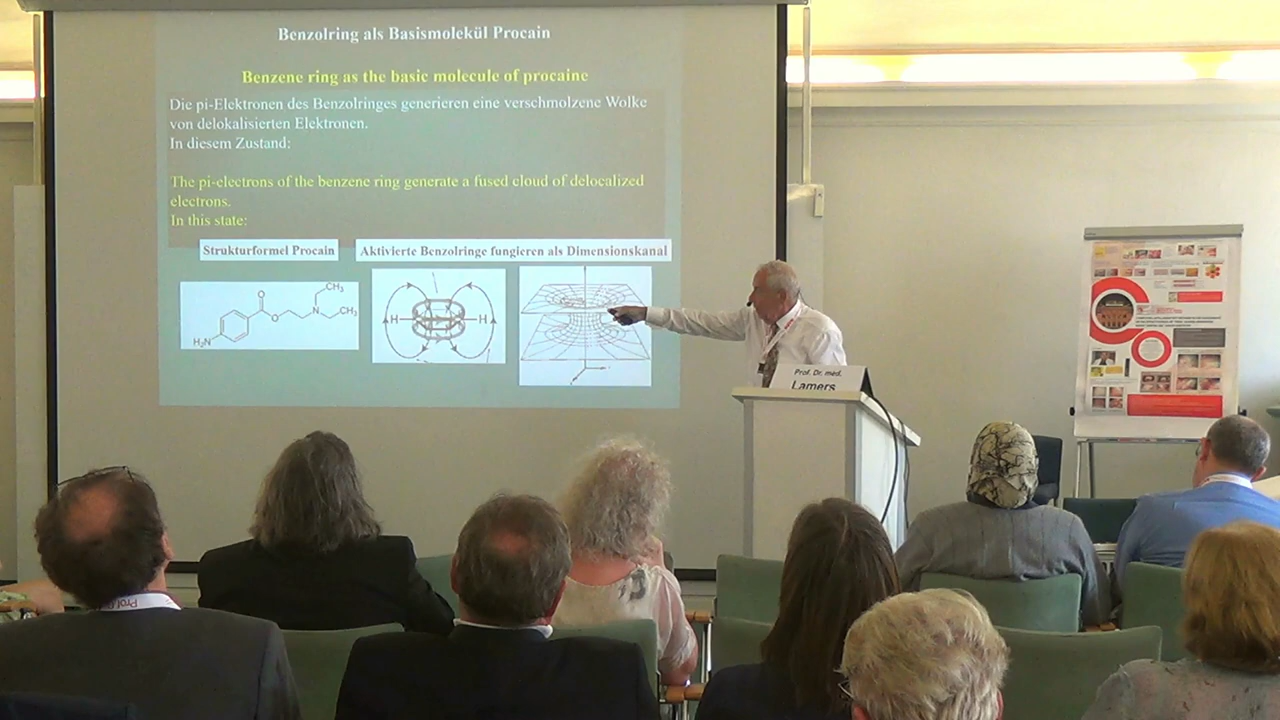 Benzolring als Basismolekül Procain
Benzene ring as the basic molecule of procaine
Die pi-Elektronen des Benzolringes generieren eine verschmolzene Wolke
von delokalisierten Elektronen.
In diesem Zustand:
The pi-electrons of the benzene ring generate a fused cloud of delocalized
electrons.
In this state:
Strukturformel Procain
Aktivierte Benzolringe fungieren als Dimensionskanal
CH₃
O
O
N
CH₃
H₂N
H
H
Prof. Dr. med.
Lamers
Prof